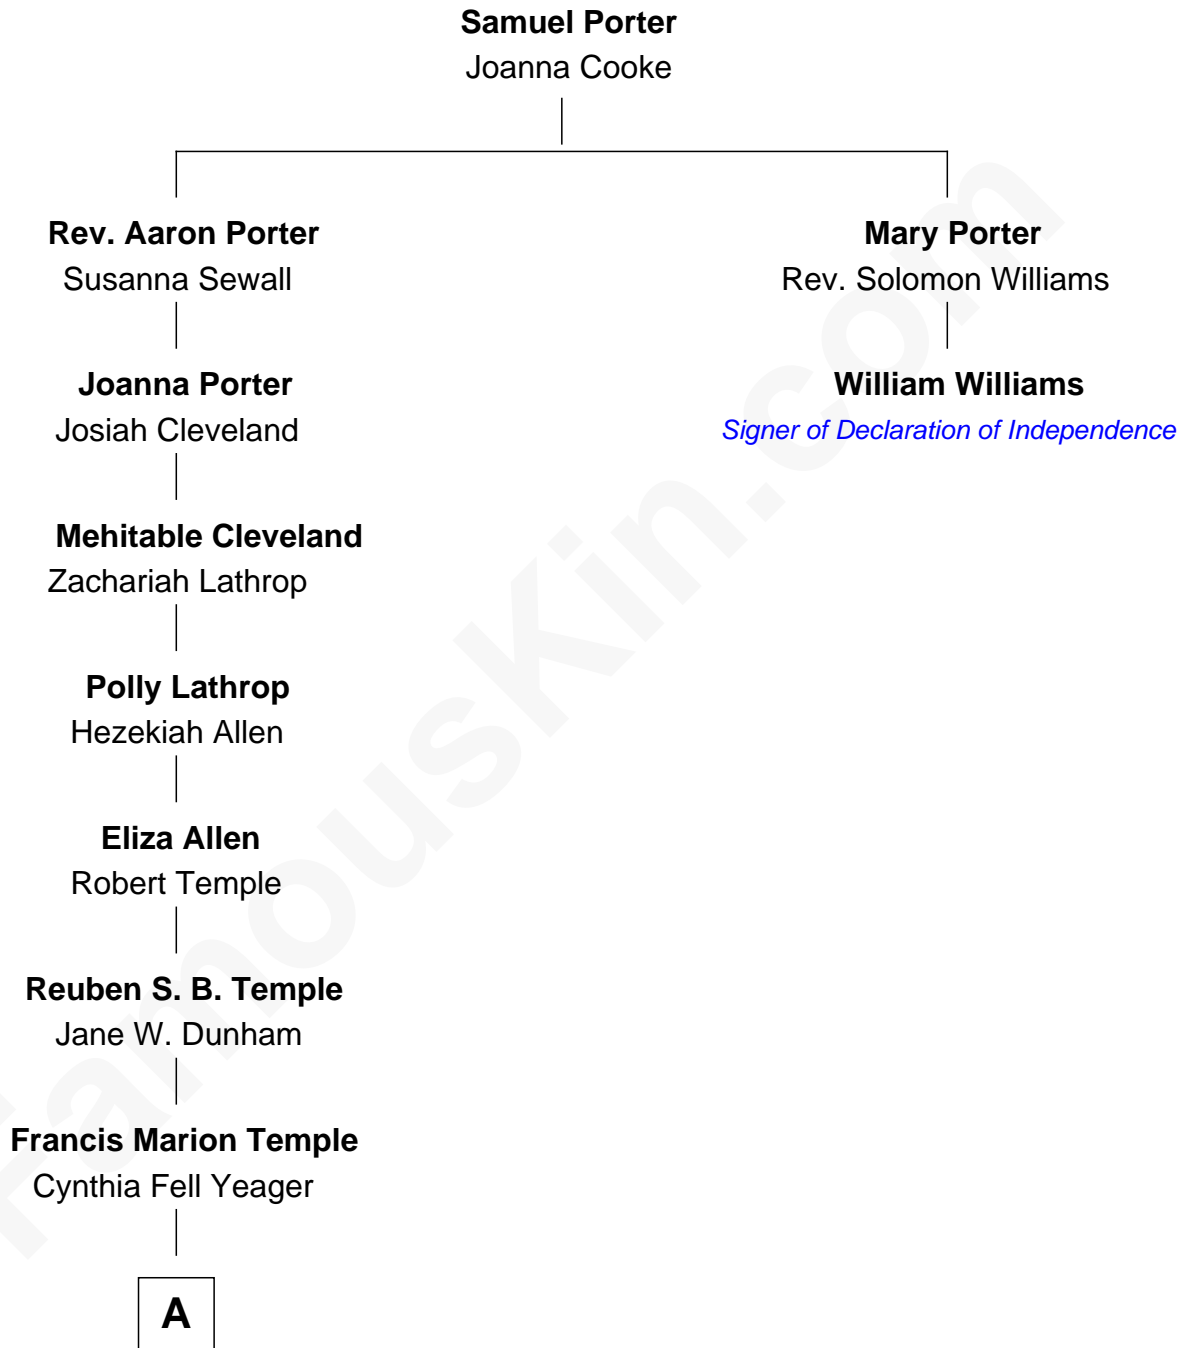 Samuel Porter
Joanna Cooke
Rev. Aaron Porter
Susanna Sewall
Mary Porter
Rev. Solomon Williams
Joanna Porter
Josiah Cleveland
William Williams
Signer of Declaration of Independence
Mehitable Cleveland
Zachariah Lathrop
Polly Lathrop
Hezekiah Allen
Eliza Allen
Robert Temple
Reuben S. B. Temple
Jane W. Dunham
Francis Marion Temple
Cynthia Fell Yeager
A
FamousKin.com